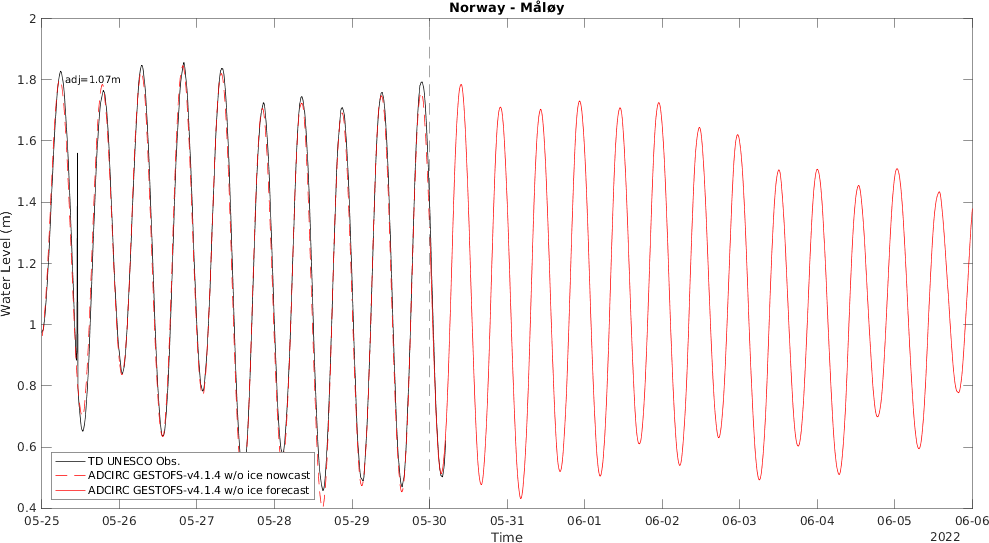 Norway - Måløy
2
1.8
1.6
1.4
1.2
1
0.8
0.6
0.4
Water Level (m)
adj=1.07m
TD UNESCO Obs.
ADCIRC GESTOFS-v4.1.4 w/o ice nowcast
ADCIRC GESTOFS-v4.1.4 w/o ice forecast
05-25 05-26 05-27 05-28 05-29 05-30 05-31 06-01 06-02 06-03 06-04 06-05 06-06
Time
2022